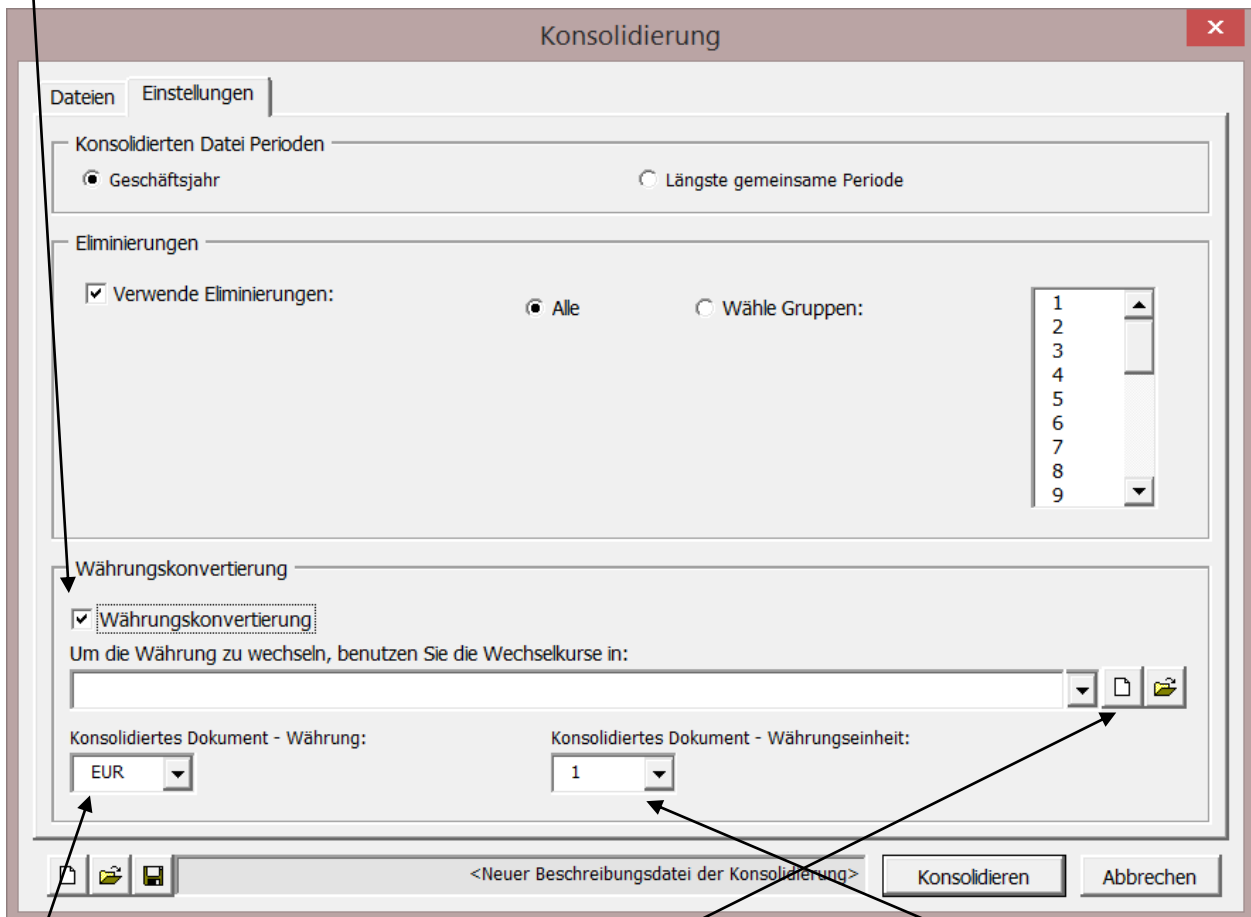 Konsolidierung
Dateien Einstellungen
Konsolidierten Datei Perioden
Geschäftsjahr Längste gemeinsame Periode
Eliminierungen
Verwende Eliminierungen: Alle Wähle Gruppen:
1
2
3
4
5
6
7
8
9
Währungskonvertierung
Währungskonvertierung
Um die Währung zu wechseln, benutzen Sie die Wechselkurse in:
Konsolidiertes Dokument - Währung: Konsolidiertes Dokument - Währungseinheit:
EUR 1
<Neuer Beschreibungsdatei der Konsolidierung> Konsolidieren Abbrechen